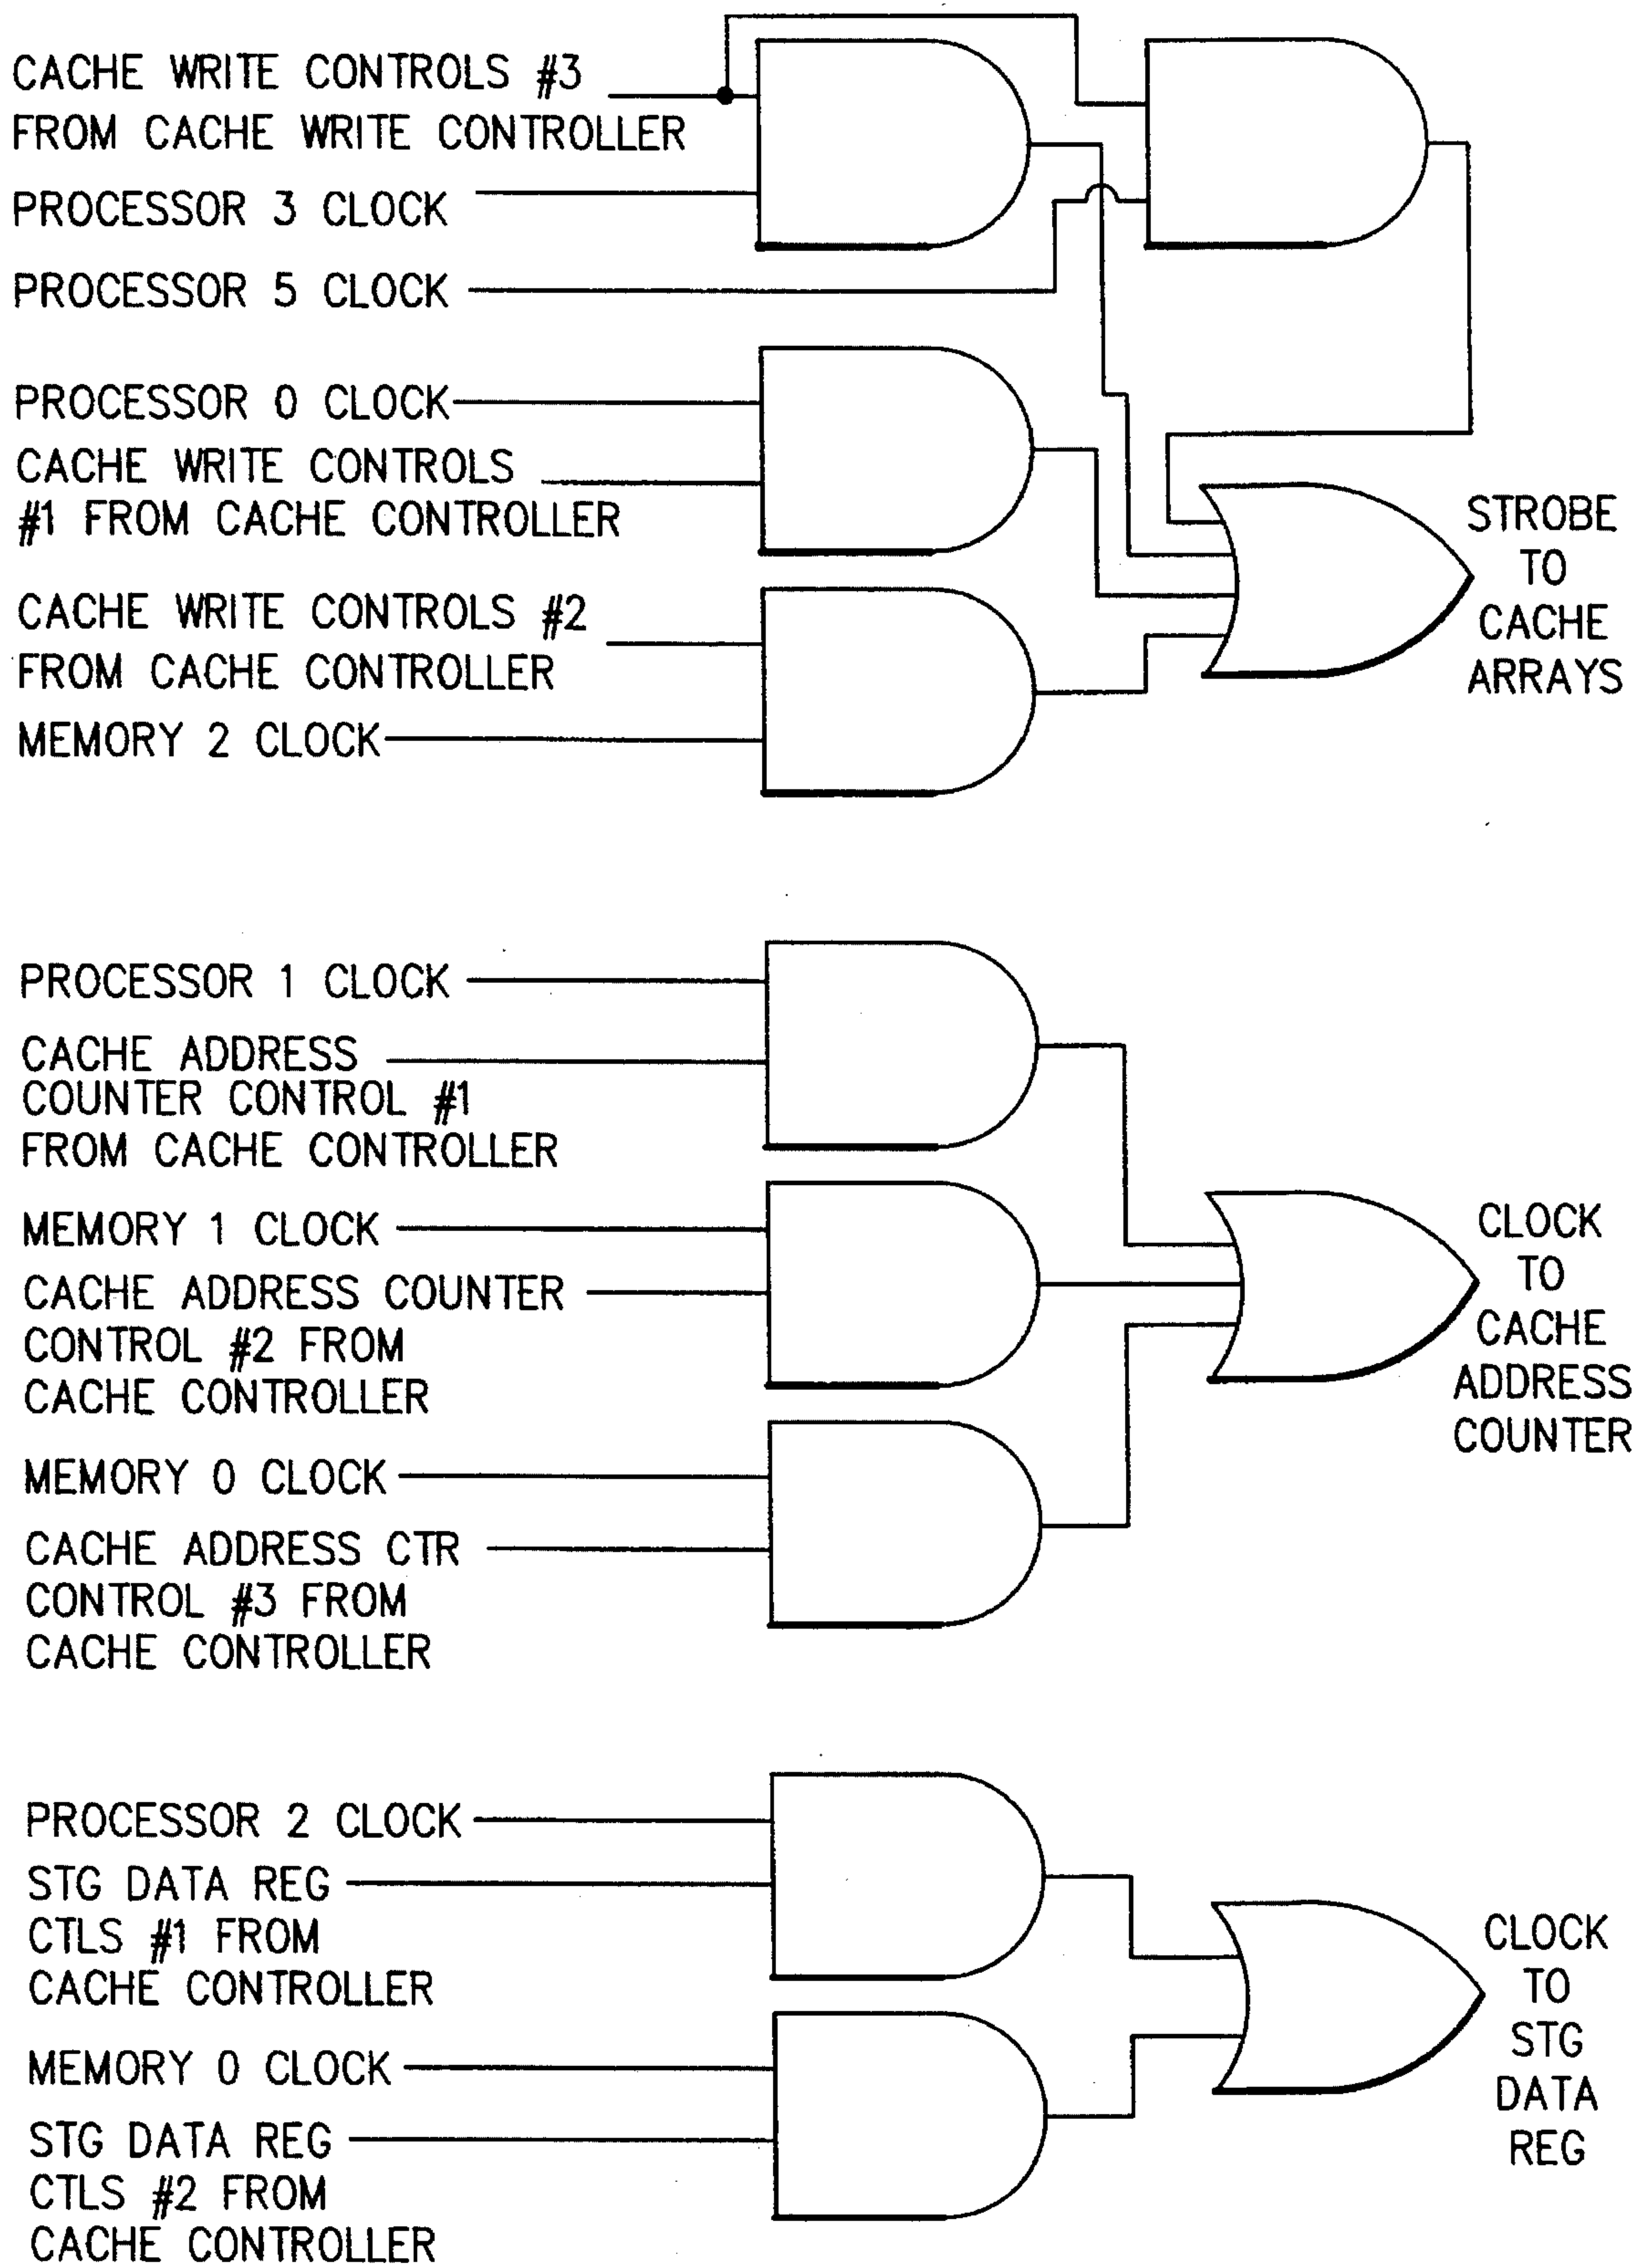 CACHE WRITE CONTROLS #3
FROM CACHE WRITE CONTROLLER
PROCESSOR 3 CLOCK
PROCESSOR 5 CLOCK
PROCESSOR 0 CLOCK
CACHE WRITE CONTROLS
#1 FROM CACHE CONTROLLER
CACHE WRITE CONTROLS #2
FROM CACHE CONTROLLER
MEMORY 2 CLOCK
STROBE
TO
CACHE
ARRAYS
PROCESSOR 1 CLOCK
CACHE ADDRESS
COUNTER CONTROL #1
FROM CACHE CONTROLLER
MEMORY 1 CLOCK
CACHE ADDRESS COUNTER
CONTROL #2 FROM
CACHE CONTROLLER
MEMORY 0 CLOCK
CACHE ADDRESS CTR
CONTROL #3 FROM
CACHE CONTROLLER
CLOCK
TO
CACHE
ADDRESS
COUNTER
PROCESSOR 2 CLOCK
STG DATA REG
CTLS #1 FROM
CACHE CONTROLLER
MEMORY 0 CLOCK
STG DATA REG
CTLS #2 FROM
CACHE CONTROLLER
CLOCK
TO
STG
DATA
REG